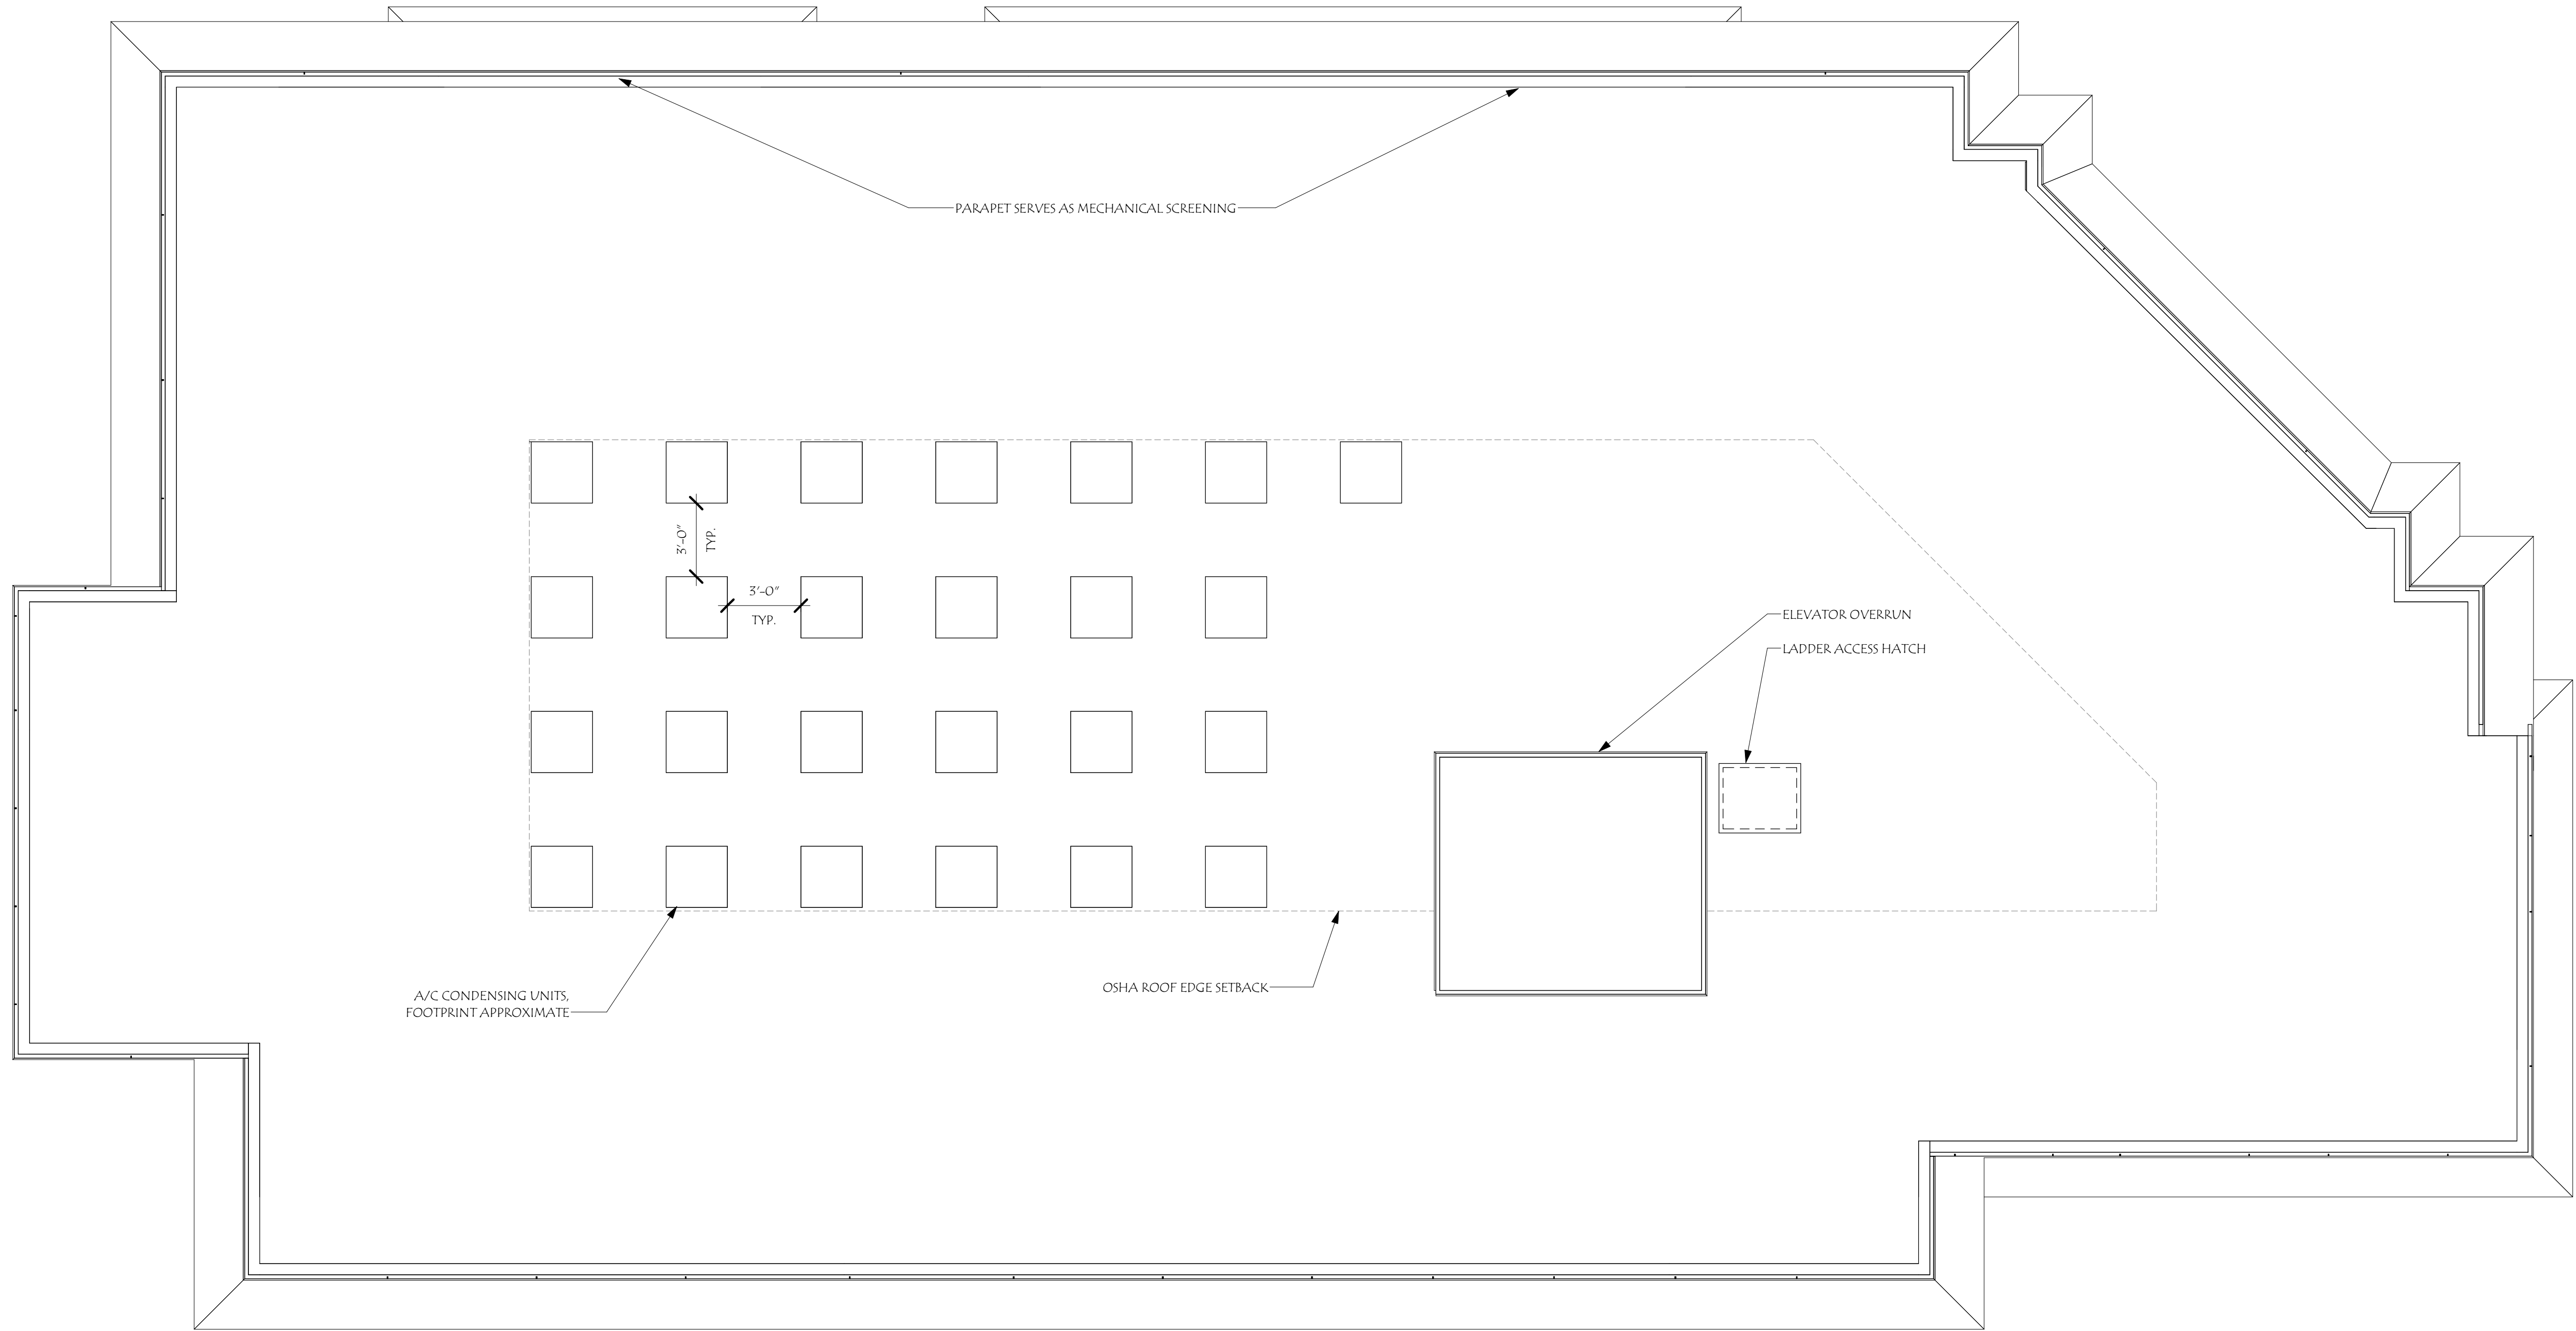 PARAPET SERVES AS MECHANICAL SCREENING
3'-0"
TYP.
3'-0"
TYP.
ELEVATOR OVERRUN
LADDER ACCESS HATCH
OSHA ROOF EDGE SETBACK
A/C CONDENSING UNITS,
FOOTPRINT APPROXIMATE